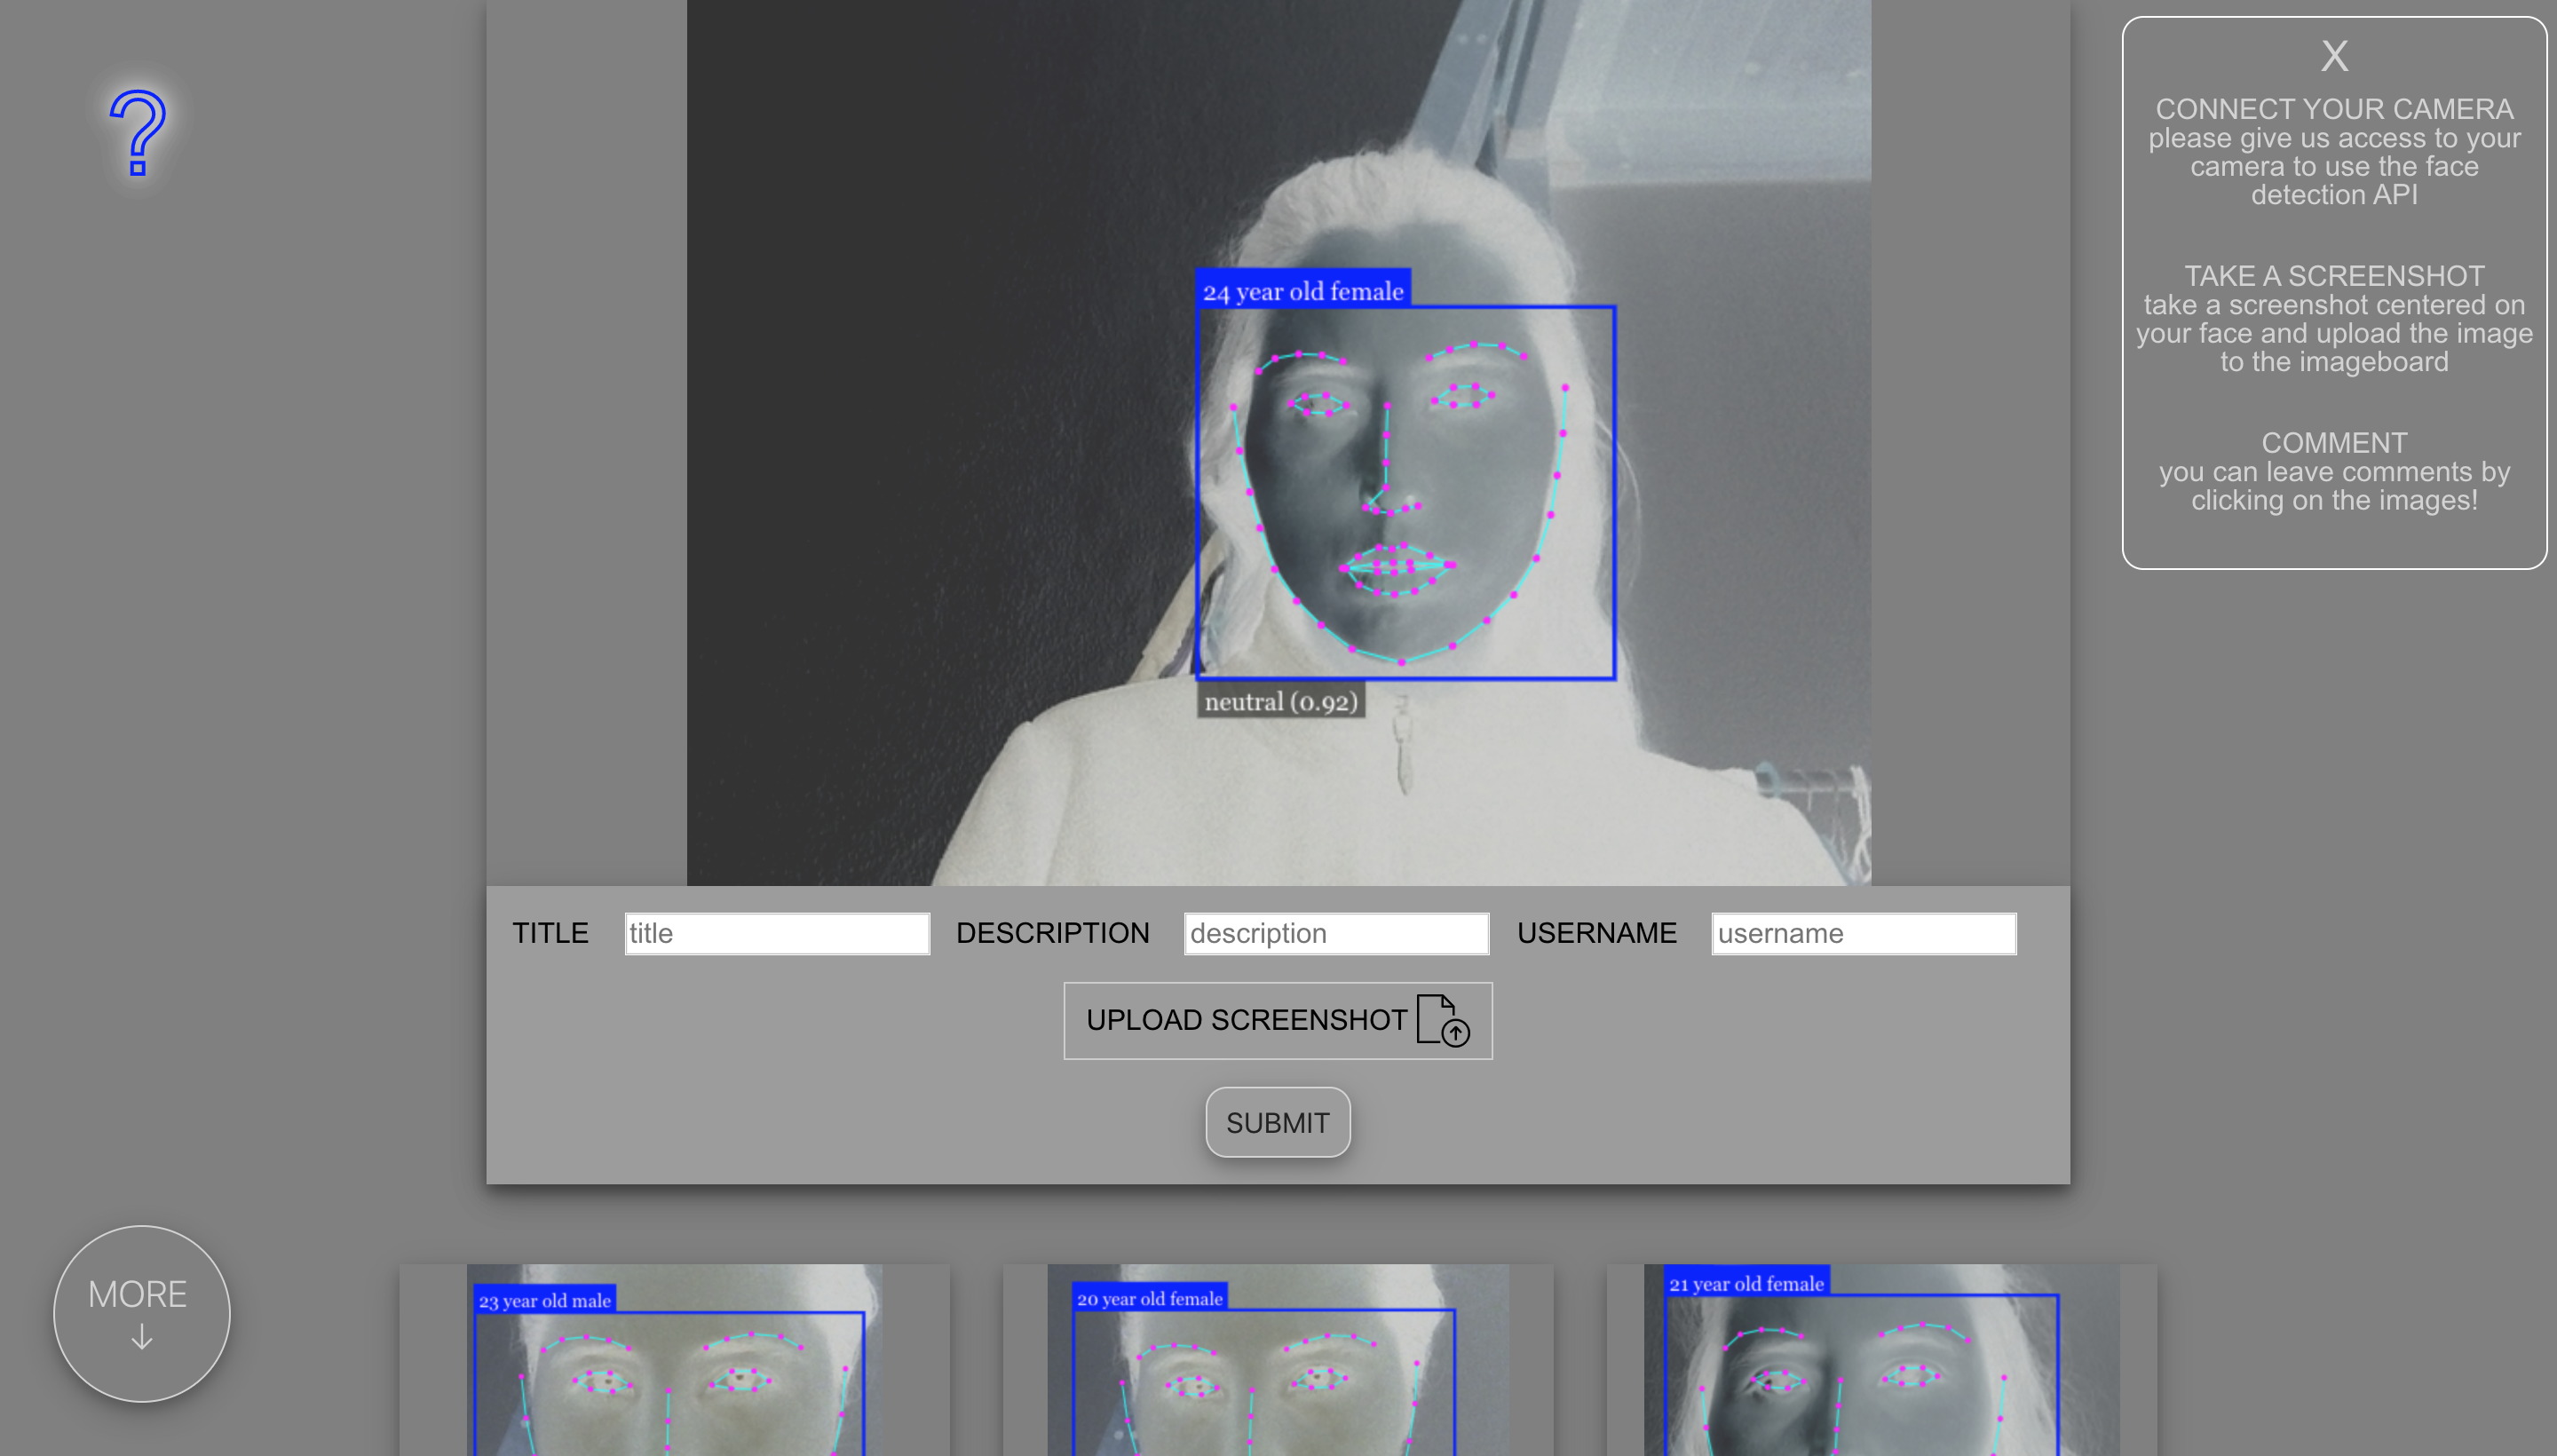 ?
X
CONNECT YOUR CAMERA
please give us access to your
camera to use the face
detection API
TAKE A SCREENSHOT
take a screenshot centered on
your face and upload the image
to the imageboard
COMMENT
you can leave comments by
clicking on the images!
24 year old female
neutral (0.92)
TITLE title DESCRIPTION description USERNAME username
UPLOAD SCREENSHOT
SUBMIT
MORE
↓
23 year old male
20 year old female
21 year old female